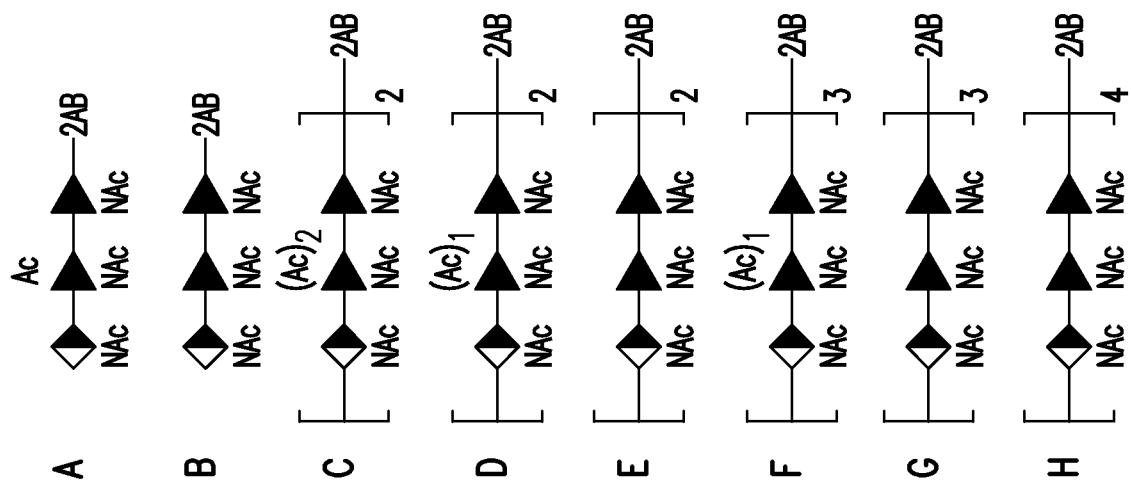 Ac
A 2AB
NAc NAc NAc
B 2AB
NAc NAc NAc
(Ac)2
C 2AB
NAc NAc NAc 2
(Ac)1
D 2AB
NAc NAc NAc 2
E 2AB
NAc NAc NAc 2
(Ac)1
F 2AB
NAc NAc NAc 3
G 2AB
NAc NAc NAc 3
H 2AB
NAc NAc NAc 4